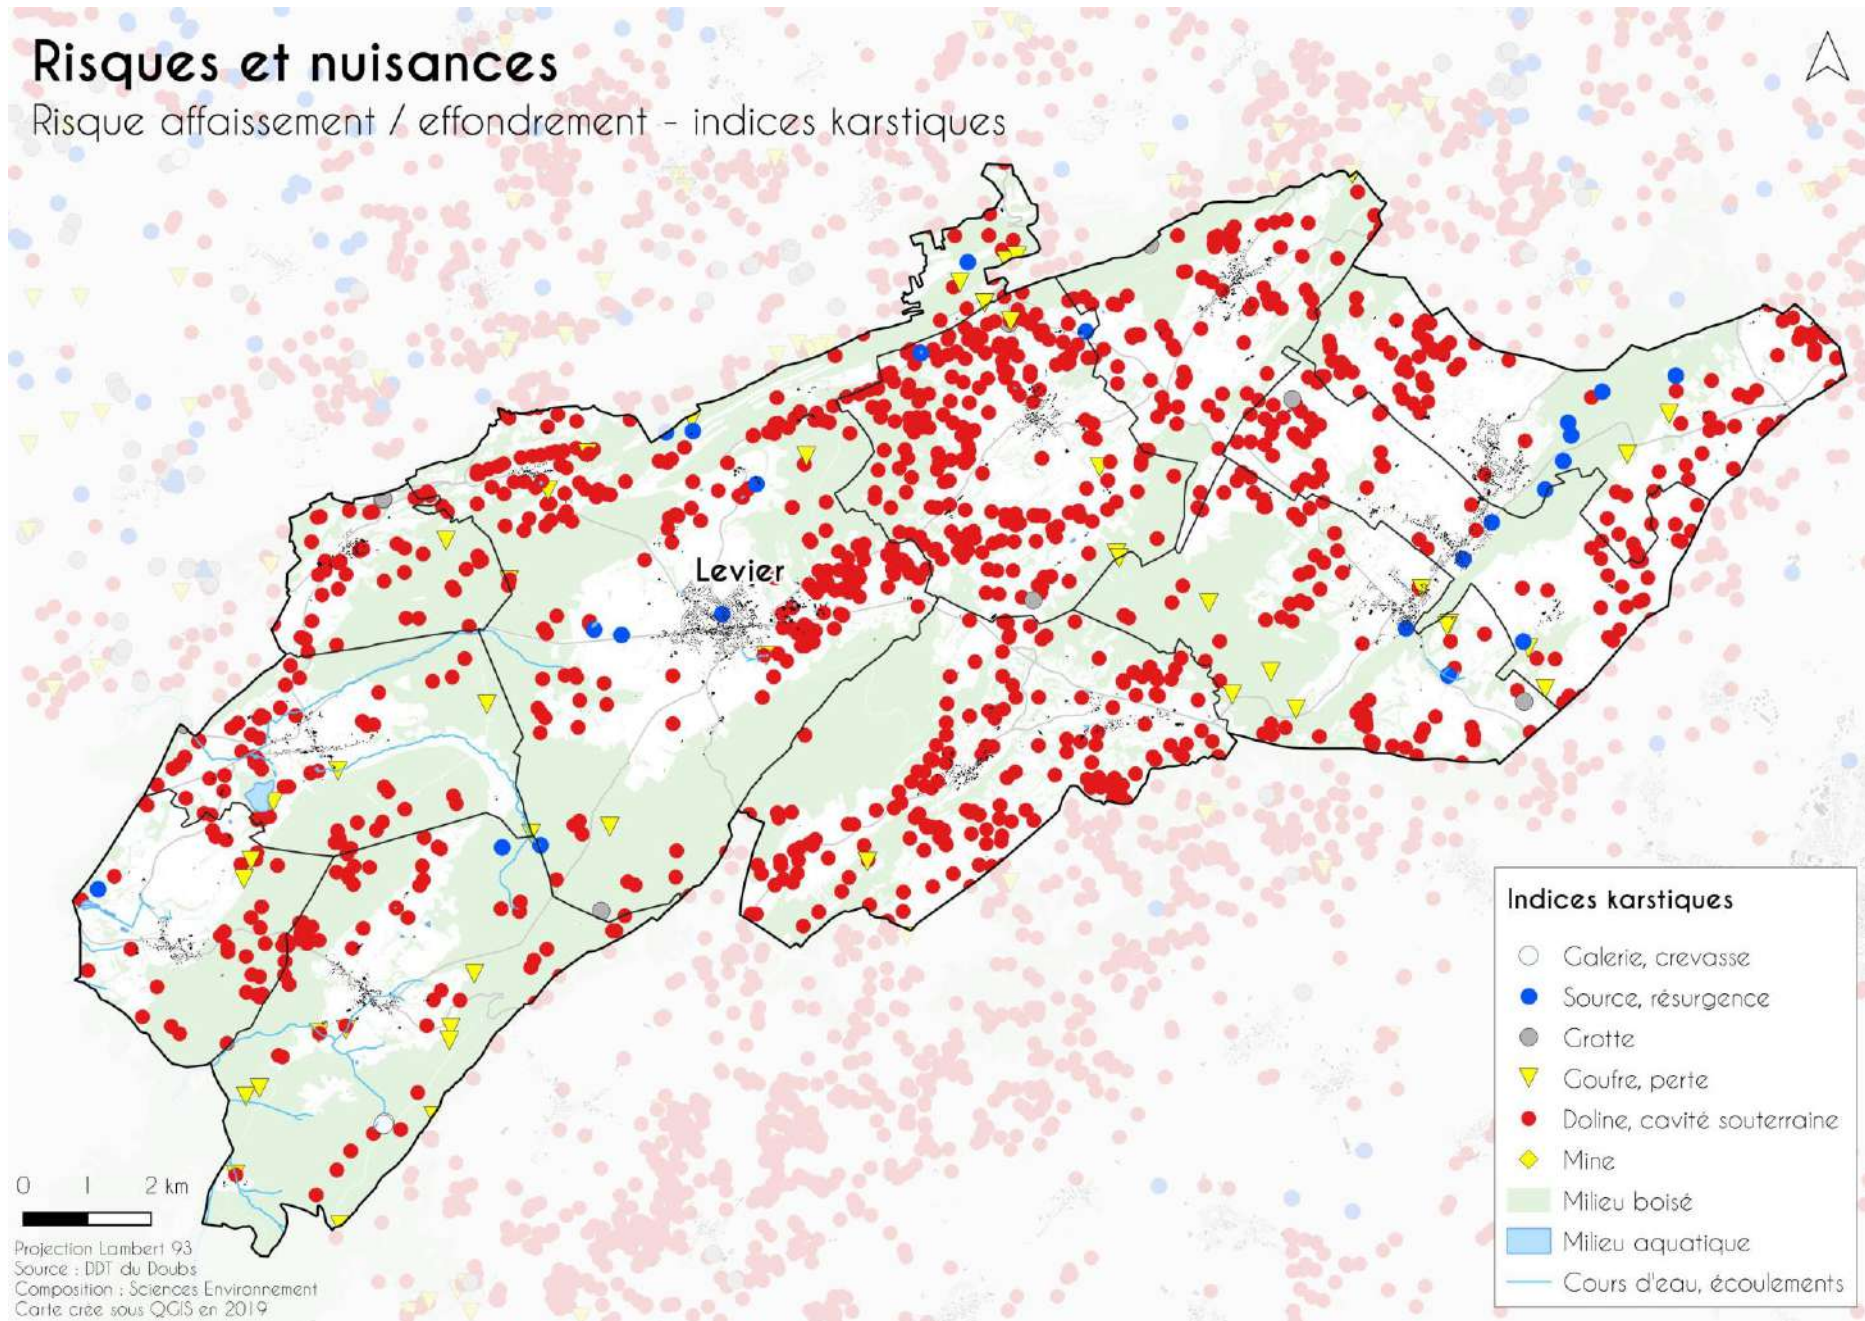 Risques et nuisances
Risque affaissement / effondrement - indices karstiques
Levier
Indices karstiques
Galerie, crevasse
Source, résurgence
Grotte
Goufre, perte
Doline, cavité souterraine
Mine
Milieu boisé
Milieu aquatique
Cours d'eau, écoulements
0 1 2 km
Projection Lambert 93
Source : DDT du Doubs
Composition : Sciences Environnement
Carte crée sous QGIS en 2019